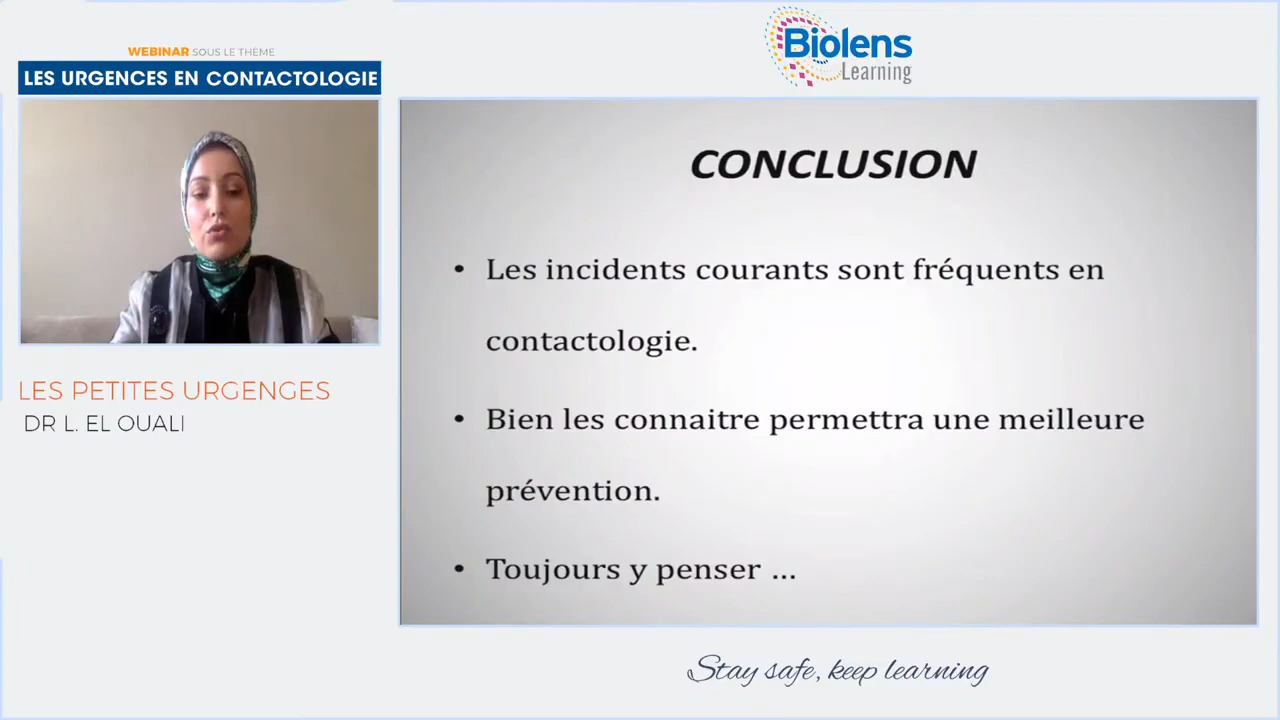 WEBINAR SOUS LE THÈME
LES URGENCES EN CONTACTOLOGIE
LES PETITES URGENGES
DR L. EL OUALI
Biolens
Learning
CONCLUSION
• Les incidents courants sont fréquents en
contactologie.
• Bien les connaitre permettra une meilleure
prévention.
• Toujours y penser ...
Stay safe, keep learning